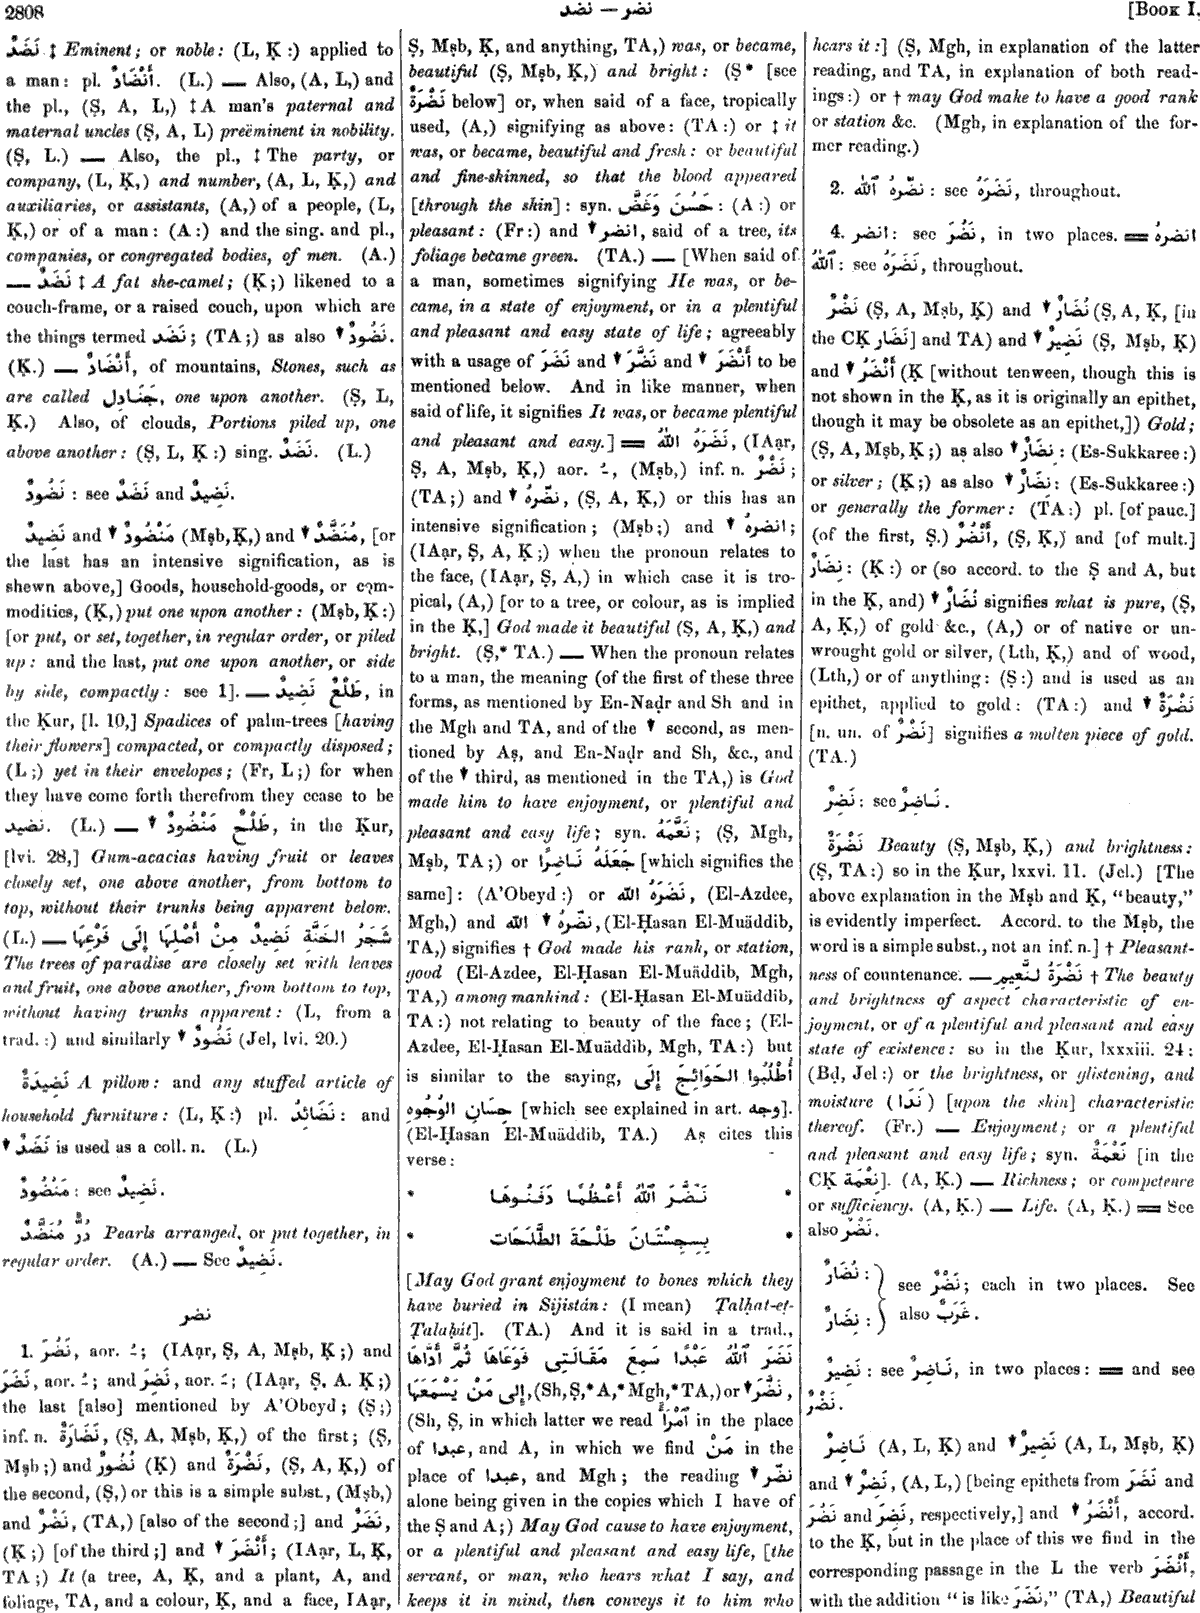 2808
نضر — نضد
[BOOK I.
نَضَدٌ ‡ Eminent; or noble: (L, Ḳ:) applied to
a man: pl. أَنْضَادٌ. (L.) — Also, (A, L,) and
the pl., (Ṣ, A, L,) ‡ A man's paternal and
maternal uncles (Ṣ, A, L) preëminent in nobility.
(Ṣ, L.) — Also, the pl., ‡ The party, or
company, (L, Ḳ,) and number, (A, L, Ḳ,) and
auxiliaries, or assistants, (A,) of a people, (L,
Ḳ,) or of a man: (A:) and the sing. and pl.,
companies, or congregated bodies, of men. (A.)
— نَضَدٌ ‡ A fat she-camel; (Ḳ;) likened to a
couch-frame, or a raised couch, upon which are
the things termed نضد; (TA;) as also ▾ نَضُودٌ.
(Ḳ.) — أَنْضَادٌ, of mountains, Stones, such as
are called جَنَادِل, one upon another. (Ṣ, L,
Ḳ.) Also, of clouds, Portions piled up, one
above another: (Ṣ, L, Ḳ:) sing. نَضَدٌ. (L.)
نَضُودٌ: see نَضَدٌ and نَضِيدٌ.
نَضِيدٌ and ▾ مَنْضُودٌ (Mṣb, Ḳ,) and ▾ مُنَضَّدٌ, [or
the last has an intensive signification, as is
shewn above,] Goods, household-goods, or com-
modities, (Ḳ,) put one upon another: (Mṣb, Ḳ:)
[or put, or set, together, in regular order, or piled
up: and the last, put one upon another, or side
by side, compactly: see 1]. — طَلْعٌ نَضِيدٌ, in
the Ḳur, [l. 10,] Spadices of palm-trees [having
their flowers] compacted, or compactly disposed;
(L;) yet in their envelopes; (Fr, L;) for when
they have come forth therefrom they cease to be
نضيد. (L.) — ▾ طَلْحٌ مَنْضُودٌ, in the Ḳur,
[lvi. 28,] Gum-acacias having fruit or leaves
closely set, one above another, from bottom to
top, without their trunks being apparent below.
(L.) — شَجَرُ الجَنَّةِ نَضِيدٌ مِنْ أَصْلِهَا إِلَى فَرْعِهَا
The trees of paradise are closely set with leaves
and fruit, one above another, from bottom to top,
without having trunks apparent: (L, from a
trad.:) and similarly ▾ نَضُودٌ (Jel, lvi. 20.)
نَضِيدَةٌ A pillow: and any stuffed article of
household furniture: (L, Ḳ:) pl. نَضَائِدُ: and
▾ نَضَدٌ is used as a coll. n. (L.)
مَنْضُودٌ: see نَضِيدٌ.
دُرٌّ مُنَضَّدٌ Pearls arranged, or put together, in
regular order. (A.) — See نَضِيدٌ.
نضر
1. نَضُرَ, aor. ـُ; (IAạr, Ṣ, A, Mṣb, Ḳ;) and
نَضَرَ, aor. ـُ; and نَضِرَ, aor. ـَ; (IAạr, Ṣ, A, Ḳ;)
the last [also] mentioned by A'Obeyd; (Ṣ;)
inf. n. نَضَارَةٌ, (Ṣ, A, Mṣb, Ḳ,) of the first; (Ṣ,
Mṣb;) and نُضُورٌ (Ḳ) and نَضْرَةٌ, (Ṣ, A, Ḳ,) of
the second, (Ṣ,) or this is a simple subst., (Mṣb,)
and نَضْرٌ, (TA,) [also of the second;] and نَضَرٌ,
(Ḳ;) [of the third;] and ▾ أَنْضَرَ; (IAạr, L, Ḳ,
TA;) It (a tree, A, Ḳ, and a plant, A, and
foliage, TA, and a colour, Ḳ, and a face, IAạr,
Ṣ, Mṣb, Ḳ, and anything, TA,) was, or became,
beautiful (Ṣ, Mṣb, Ḳ,) and bright: (Ṣ* [see
نَضْرَةٌ below] or, when said of a face, tropically
used, (A,) signifying as above: (TA:) or ‡ it
was, or became, beautiful and fresh: or beautiful
and fine-skinned, so that the blood appeared
[through the skin]: syn. حَسُنَ وَغَضَّ: (A:) or
pleasant: (Fr:) and ▾ انضر, said of a tree, its
foliage became green. (TA.) — [When said of
a man, sometimes signifying He was, or be-
came, in a state of enjoyment, or in a plentiful
and pleasant and easy state of life; agreeably
with a usage of نَضَرَ and ▾ نَضَّرَ and ▾ أَنْضَرَ to be
mentioned below. And in like manner, when
said of life, it signifies It was, or became plentiful
and pleasant and easy.] = نَضَرَهُ اللّٰهُ, (IAạr,
Ṣ, A, Mṣb, Ḳ,) aor. ـُ, (Mṣb,) inf. n. نَضْرٌ;
(TA;) and ▾ نضّرهُ, (Ṣ, A, Ḳ,) or this has an
intensive signification; (Mṣb;) and ▾ انضرهُ;
(IAạr, Ṣ, A, Ḳ;) when the pronoun relates to
the face, (IAạr, Ṣ, A,) in which case it is tro-
pical, (A,) [or to a tree, or colour, as is implied
in the Ḳ,] God made it beautiful (Ṣ, A, Ḳ,) and
bright. (Ṣ,* TA.) — When the pronoun relates
to a man, the meaning (of the first of these three
forms, as mentioned by En-Naḍr and Sh and in
the Mgh and TA, and of the ▾ second, as men-
tioned by Aṣ, and En-Naḍr and Sh, &c., and
of the ▾ third, as mentioned in the TA,) is God
made him to have enjoyment, or plentiful and
pleasant and easy life; syn. نَعَّمَهُ; (Ṣ, Mgh,
Mṣb, TA;) or جَعَلَهُ نَاضِرًا [which signifies the
same]: (A'Obeyd:) or نَضَرَهُ اللّٰه, (El-Azdee,
Mgh,) and ▾ نضّرهُ اللّٰه, (El-Ḥasan El-Muäddib,
TA,) signifies † God made his rank, or station,
good (El-Azdee, El-Ḥasan El-Muäddib, Mgh,
TA,) among mankind: (El-Ḥasan El-Muäddib,
TA:) not relating to beauty of the face; (El-
Azdee, El-Ḥasan El-Muäddib, Mgh, TA:) but
is similar to the saying, أُطْلُبُوا الحَوَائِجَ إِلَى
حِسَانِ الوُجُوهِ [which see explained in art. وجه].
(El-Ḥasan El-Muäddib, TA.) Aṣ cites this
verse:
* نَضَّرَ اللّٰهُ أَعْظُمًا دَفَنُوهَا *
* بِسِجِسْتَانَ طَلْحَةَ الطَّلَحَاتِ *
[May God grant enjoyment to bones which they
have buried in Sijistán: (I mean) Ṭalḥat-eṭ-
Ṭalaḥát]. (TA.) And it is said in a trad.,
نَضَرَ اللّٰهُ عَبْدًا سَمِعَ مَقَالَتِى فَوَعَاهَا ثُمَّ أَدَّاهَا
إِلَى مَنْ يَسْمَعُهَا, (Sh, Ṣ,* A,* Mgh,* TA,) or ▾ نَضَّرَ,
(Sh, Ṣ, in which latter we read ٱمْرَأً in the place
of عبدا, and A, in which we find مَنْ in the
place of عبدا, and Mgh; the reading ▾ نضّر
alone being given in the copies which I have of
the Ṣ and A;) May God cause to have enjoyment,
or a plentiful and pleasant and easy life, [the
servant, or man, who hears what I say, and
keeps it in mind, then conveys it to him who
hears it:] (Ṣ, Mgh, in explanation of the latter
reading, and TA, in explanation of both read-
ings:) or † may God make to have a good rank
or station &c. (Mgh, in explanation of the for-
mer reading.)
2. نضّرهُ اللّٰه: see نَضَرَهُ, throughout.
4. انضر: see نَضُرَ, in two places. = انضرهُ
اللّٰهُ: see نَضَرَهُ, throughout.
نَضْرٌ (Ṣ, A, Mṣb, Ḳ) and ▾ نُضَارٌ (Ṣ, A, Ḳ, [in
the CḲ نَضَار] and TA) and ▾ نَضِيرٌ (Ṣ, Mṣb, Ḳ)
and ▾ أَنْضَرُ (Ḳ [without tenween, though this is
not shown in the Ḳ, as it is originally an epithet,
though it may be obsolete as an epithet,]) Gold;
(Ṣ, A, Mṣb, Ḳ;) as also ▾ نِضَارٌ: (Es-Sukkaree:)
or silver; (Ḳ;) as also ▾ نِضَارٌ: (Es-Sukkaree:)
or generally the former: (TA:) pl. [of pauc.]
(of the first, Ṣ.) أَنْضُرٌ, (Ṣ, Ḳ,) and [of mult.]
نِضَارٌ: (Ḳ:) or (so accord. to the Ṣ and A, but
in the Ḳ, and) ▾ نُضَارٌ signifies what is pure, (Ṣ,
A, Ḳ,) of gold &c., (A,) or of native or un-
wrought gold or silver, (Lth, Ḳ,) and of wood,
(Lth,) or of anything: (Ṣ:) and is used as an
epithet, applied to gold: (TA:) and ▾ نَضْرَةٌ
[n. un. of نَضْرٌ] signifies a molten piece of gold.
(TA.)
نَضِرٌ: see نَاضِرٌ.
نَضْرَةٌ Beauty (Ṣ, Mṣb, Ḳ,) and brightness:
(Ṣ, TA:) so in the Ḳur, lxxvi. 11. (Jel.) [The
above explanation in the Mṣb and Ḳ, "beauty,"
is evidently imperfect. Accord. to the Mṣb, the
word is a simple subst., not an inf. n.] † Pleasant-
ness of countenance. — نَضْرَةُ لنَّعِيمِ † The beauty
and brightness of aspect characteristic of en-
joyment, or of a plentiful and pleasant and easy
state of existence: so in the Ḳur, lxxxiii. 24:
(Bḍ, Jel:) or the brightness, or glistening, and
moisture (نَدَا) [upon the skin] characteristic
thereof. (Fr.) — Enjoyment; or a plentiful
and pleasant and easy life; syn. نَعْمَةٌ [in the
CḲ نِعْمَة]. (A, Ḳ.) — Richness; or competence
or sufficiency. (A, Ḳ.) — Life. (A, Ḳ.) = See
also نَضْرٌ.
نُضَارٌ: } see نَضْرٌ; each in two places. See
نِضَارٌ: } also غَرَبٌ.
نَضِيرٌ: see نَاضِرٌ, in two places: = and see
نَضْرٌ.
نَاضِرٌ (A, L, Ḳ) and ▾ نَضِيرٌ (A, L, Mṣb, Ḳ)
and ▾ نَضِرٌ, (A, L,) [being epithets from نَضَرَ and
نَضُرَ and نَضِرَ, respectively,] and ▾ أَنْضَرُ, accord.
to the Ḳ, but in the place of this we find in the
corresponding passage in the L the verb أَنْضَرَ,
with the addition "is like نَضَرَ," (TA,) Beautiful